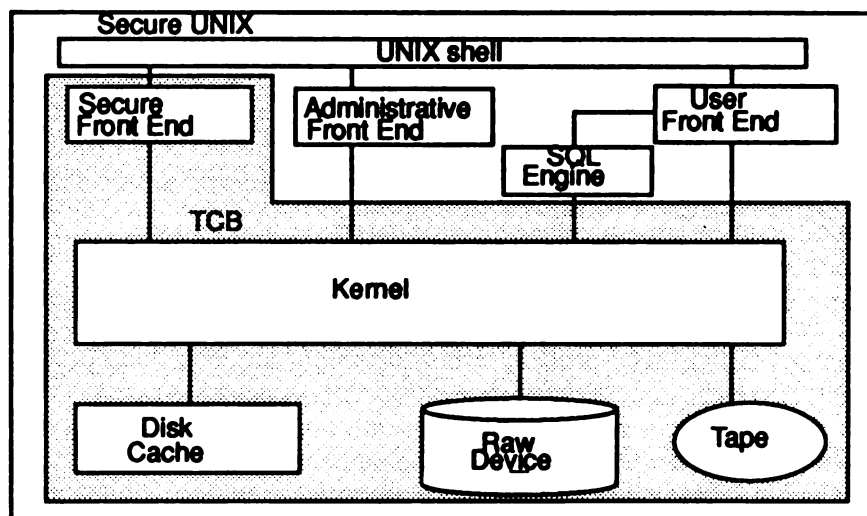 Secure UNIX
UNIX shell
Secure
Front End
Administrative
Front End
User
Front End
SQL
Engine
TCB
Kernel
Disk
Cache
Raw
Device
Tape